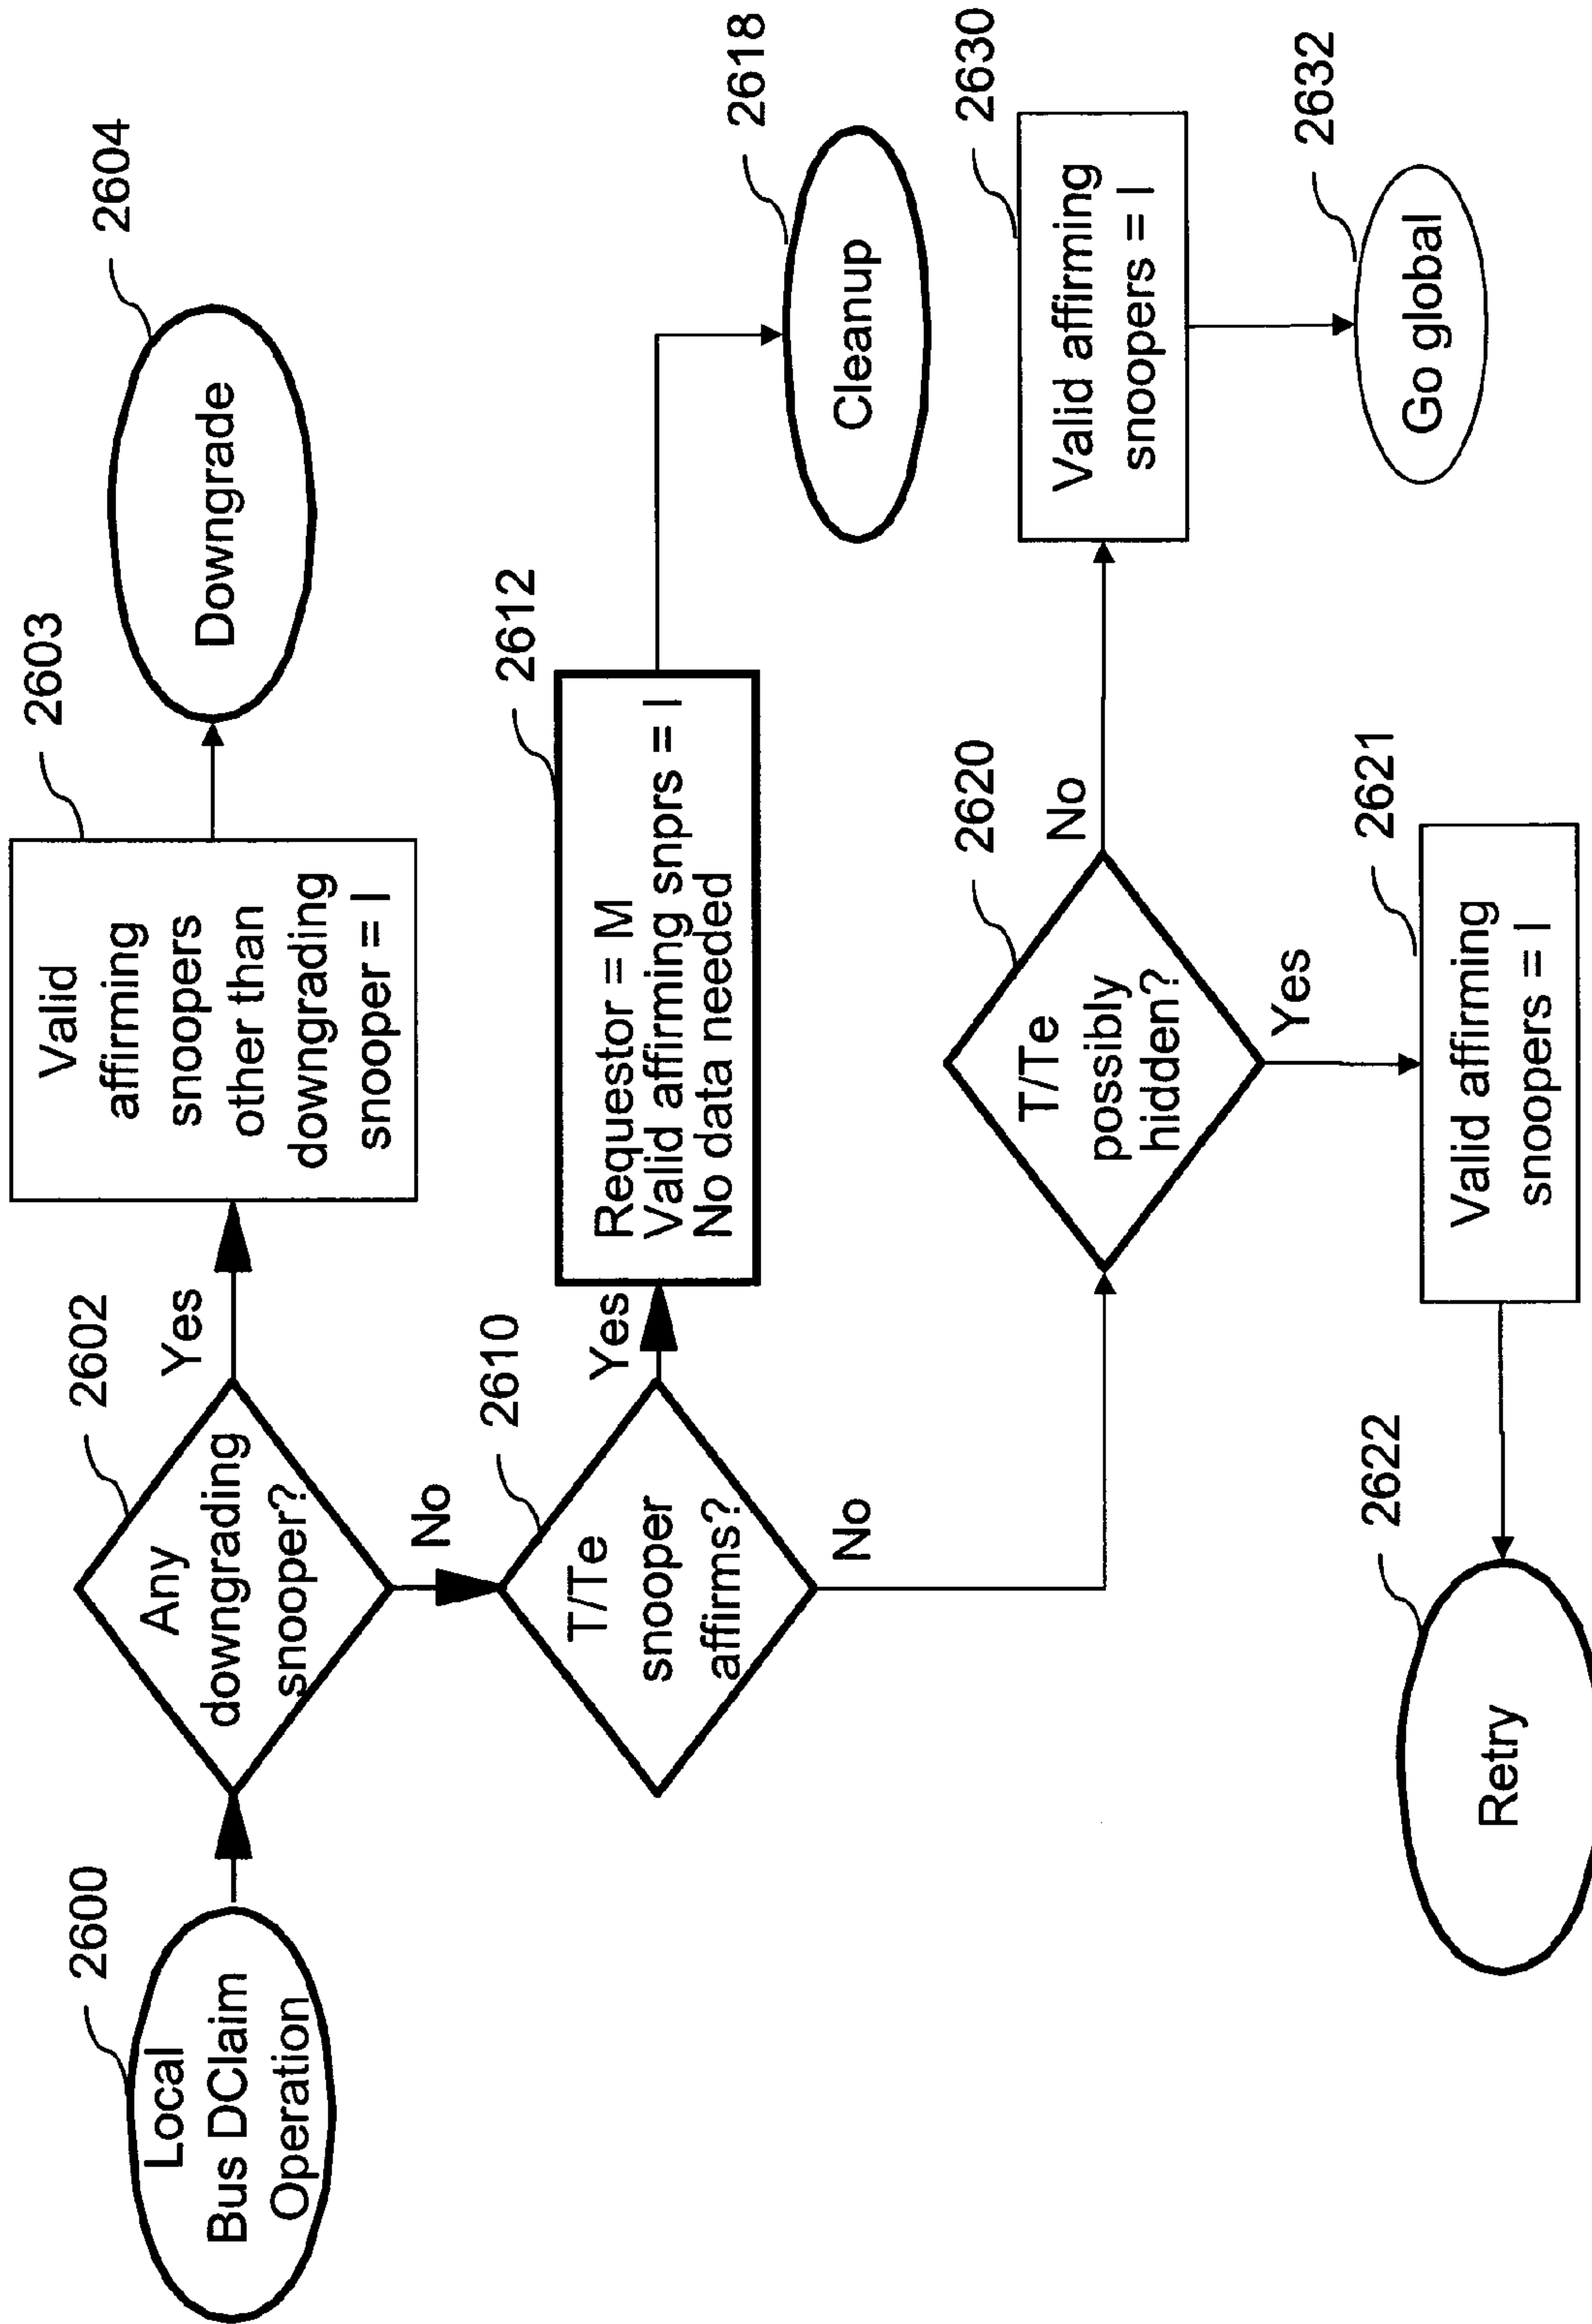 2600
Local
Bus DClaim
Operation
2602
Any
downgrading
snooper?
Yes
No
2603
Valid
affirming
snoopers
other than
downgrading
snooper = I
2604
Downgrade
2610
T/Te
snooper
affirms?
Yes
No
2612
Requestor = M
Valid affirming snprs = I
No data needed
2618
Cleanup
2620
T/Te
possibly
hidden?
No
Yes
2630
Valid affirming
snoopers = I
2632
Go global
2621
Valid affirming
snoopers = I
2622
Retry